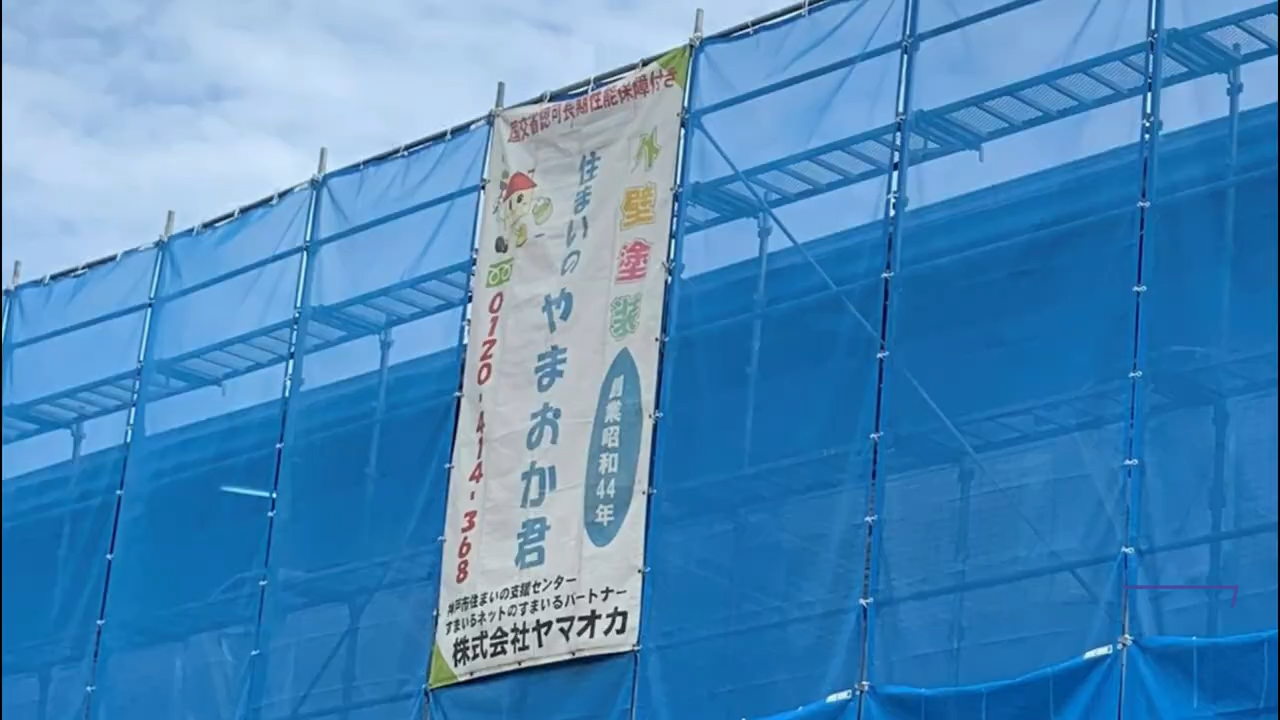 国交省認可長期性能保障付き
外壁塗装
創業昭和44年
住まいの
やまおか君
0120-414-368
神戸市住まいの支援センター
すまいるネットのすまいるパートナー
株式会社ヤマオカ